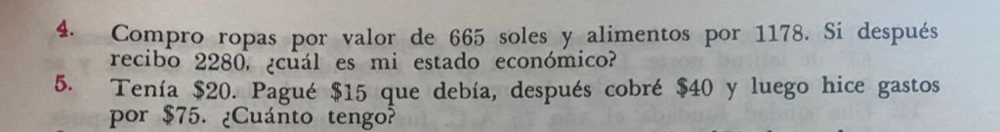 4. Compro ropas por valor de 665 soles y alimentos por 1178. Si después
recibo 2280, ¿cuál es mi estado económico?
5. Tenía $20. Pagué $15 que debía, después cobré $40 y luego hice gastos
por $75. ¿Cuánto tengo?